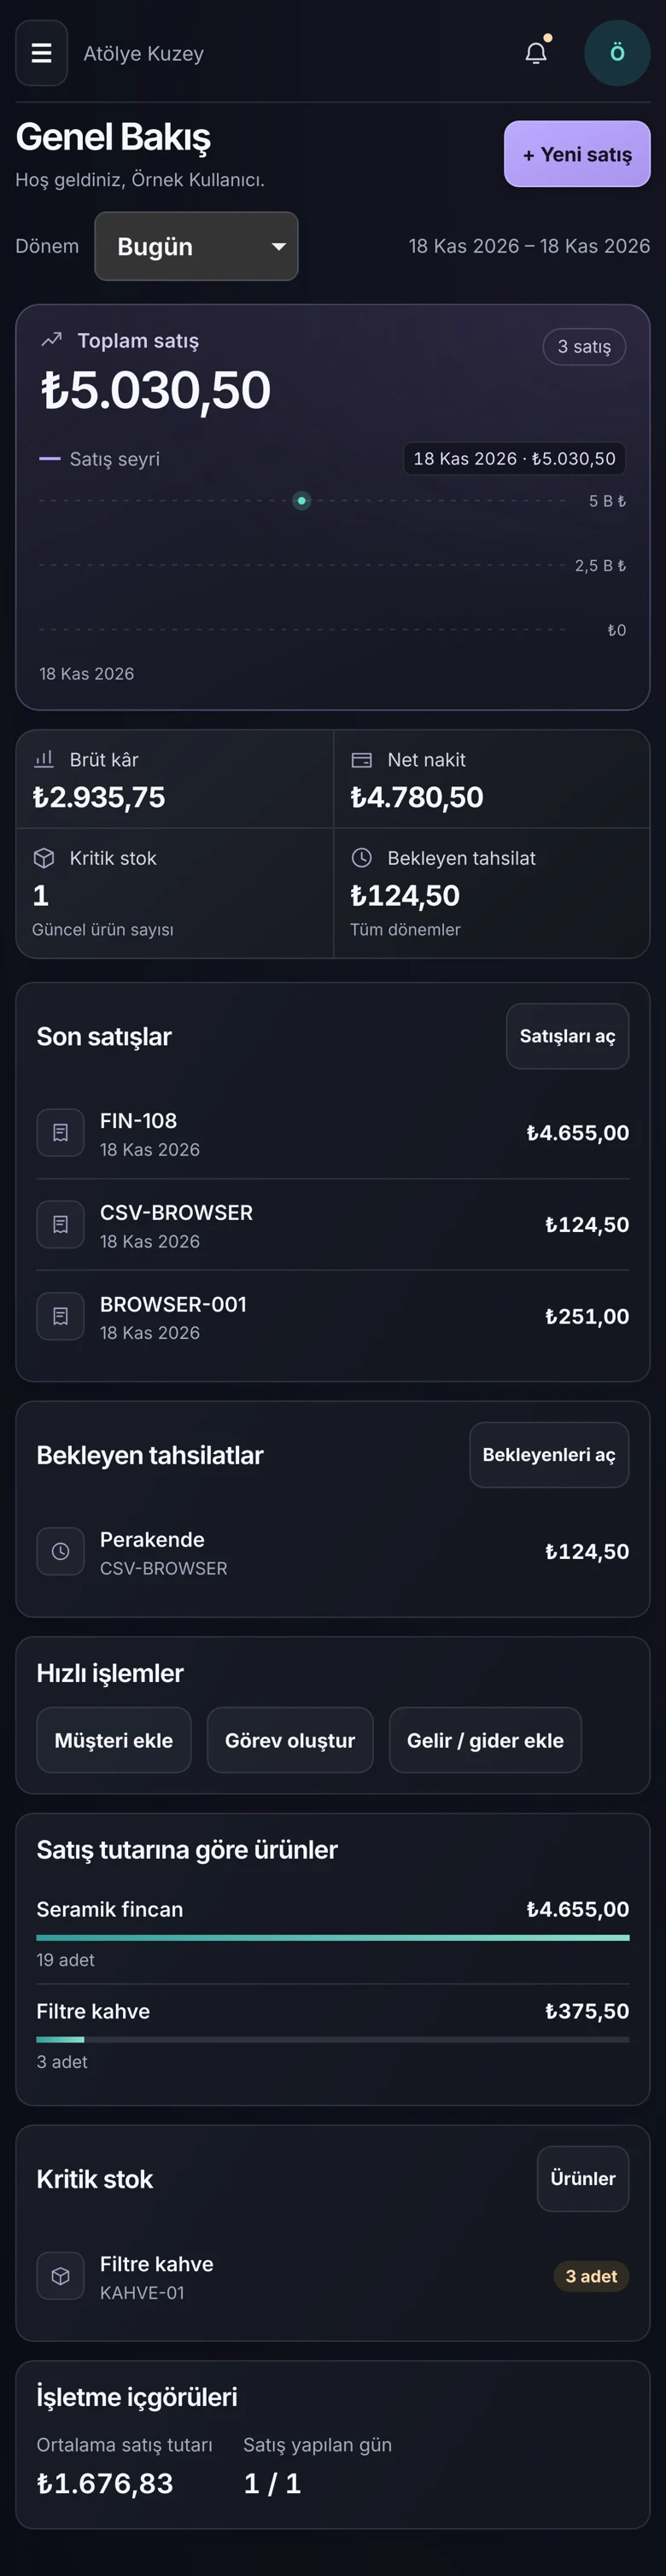 Atölye Kuzey
Ö
Genel Bakış
Hoş geldiniz, Örnek Kullanıcı.
+ Yeni satış
Dönem
Bugün
18 Kas 2026 – 18 Kas 2026
Toplam satış
3 satış
₺5.030,50
Satış seyri
18 Kas 2026 · ₺5.030,50
5 B ₺
2,5 B ₺
₺0
18 Kas 2026
Brüt kâr
₺2.935,75
Net nakit
₺4.780,50
Kritik stok
1
Güncel ürün sayısı
Bekleyen tahsilat
₺124,50
Tüm dönemler
Son satışlar
Satışları aç
FIN-108
18 Kas 2026
₺4.655,00
CSV-BROWSER
18 Kas 2026
₺124,50
BROWSER-001
18 Kas 2026
₺251,00
Bekleyen tahsilatlar
Bekleyenleri aç
Perakende
CSV-BROWSER
₺124,50
Hızlı işlemler
Müşteri ekle
Görev oluştur
Gelir / gider ekle
Satış tutarına göre ürünler
Seramik fincan
₺4.655,00
19 adet
Filtre kahve
₺375,50
3 adet
Kritik stok
Ürünler
Filtre kahve
KAHVE-01
3 adet
İşletme içgörüleri
Ortalama satış tutarı
₺1.676,83
Satış yapılan gün
1 / 1